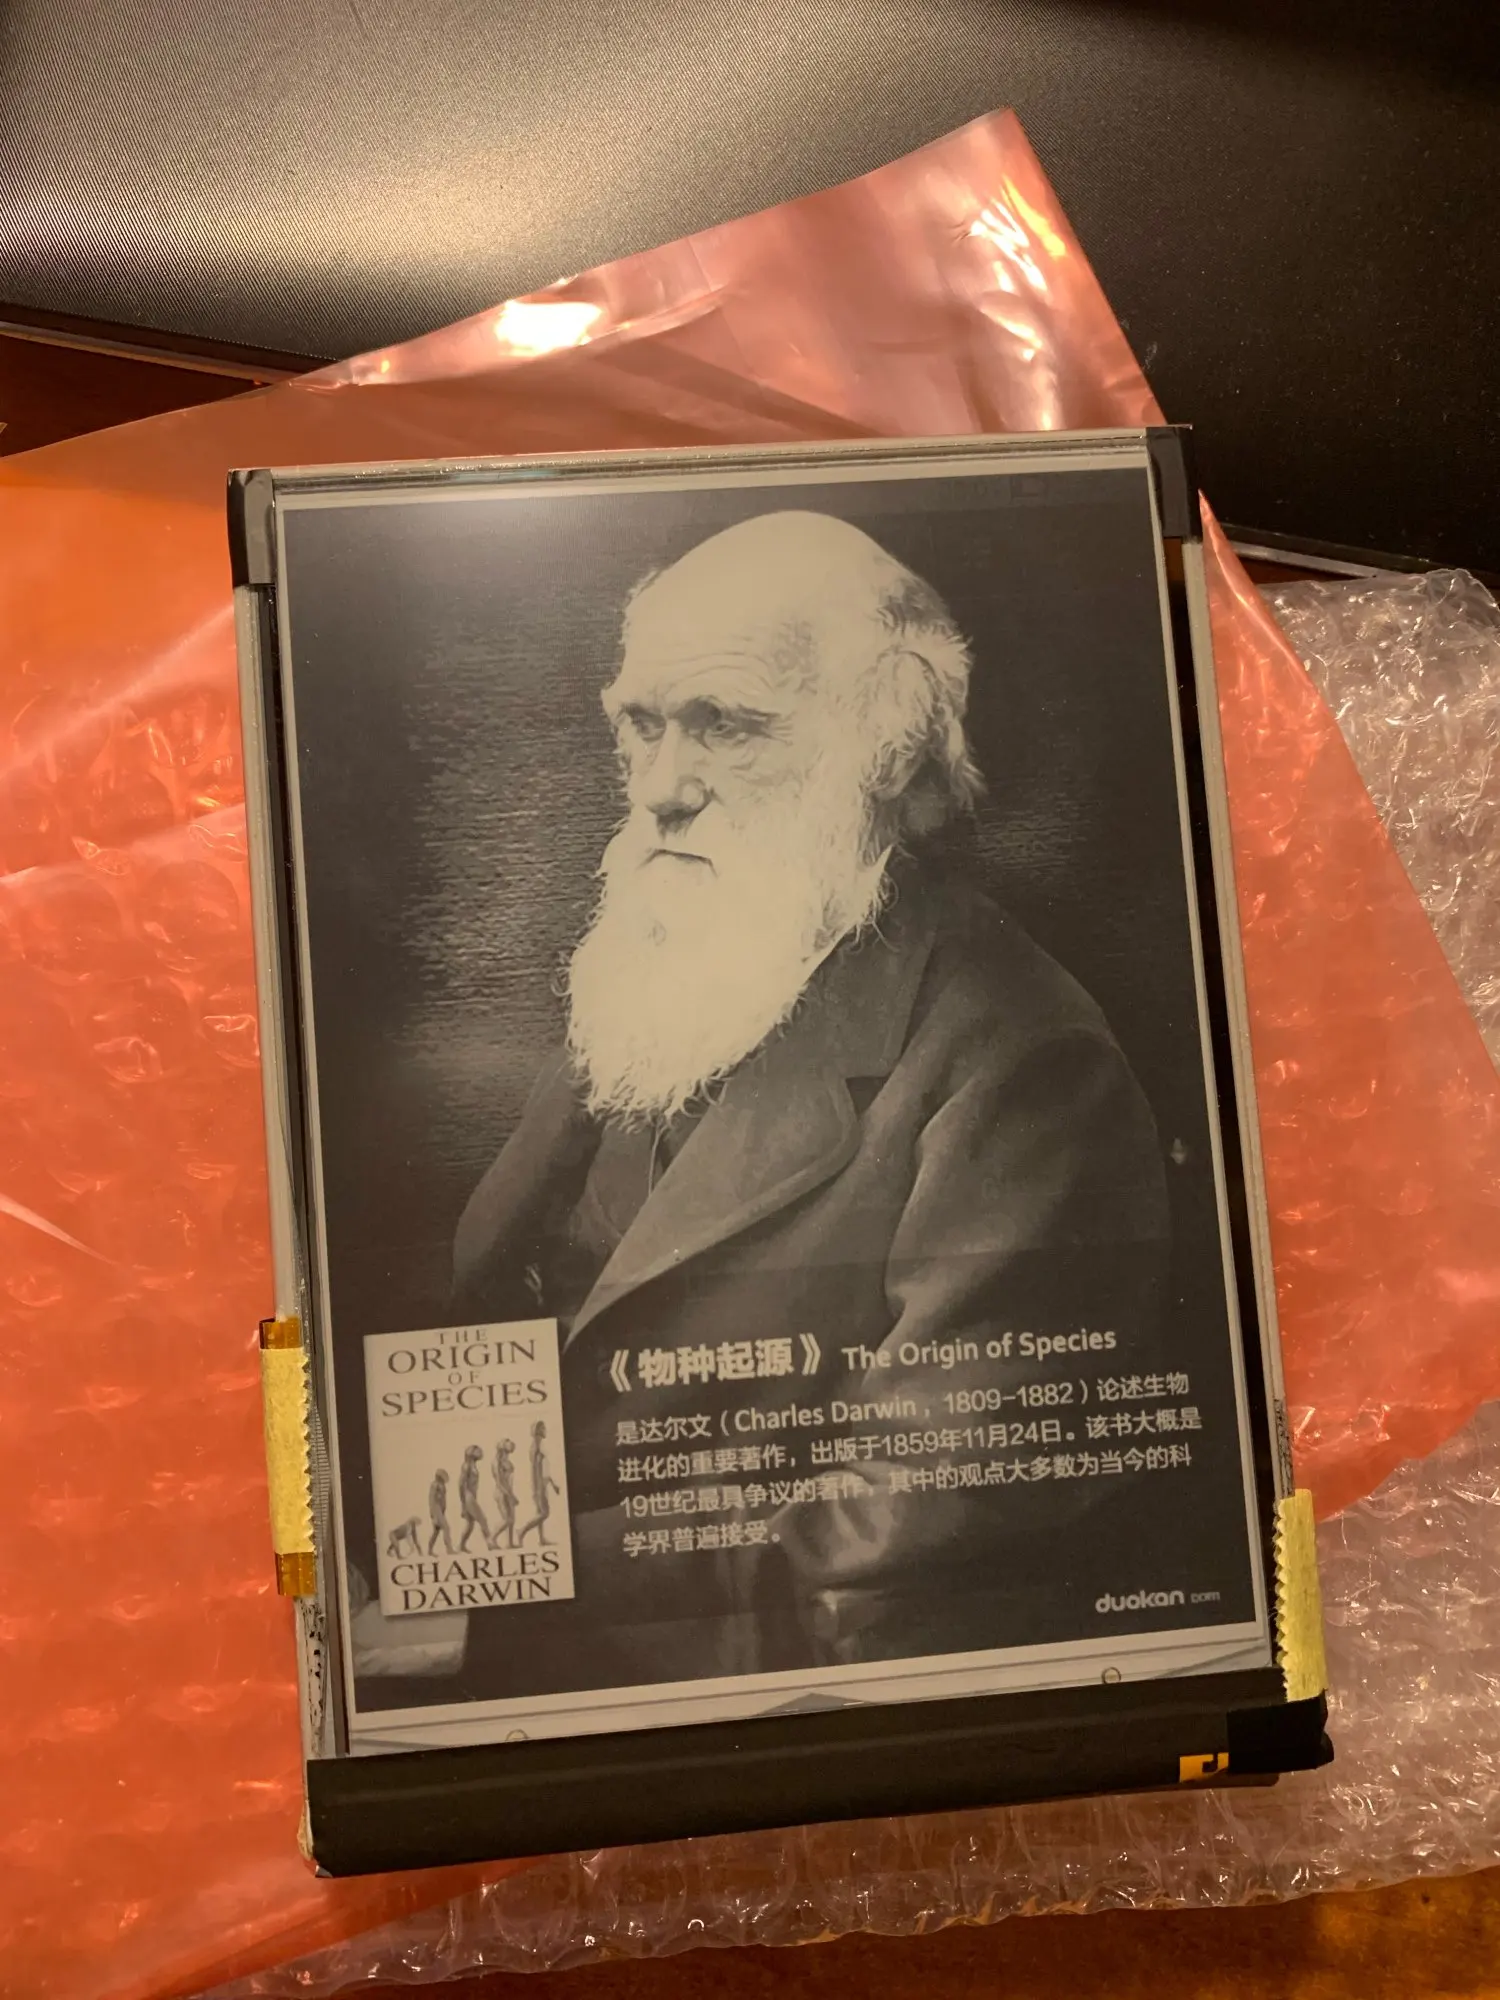 THE
ORIGIN
OF
SPECIES
CHARLES
DARWIN
《物种起源》 The Origin of Species
是达尔文（Charles Darwin，1809-1882）论述生物
进化的重要著作，出版于1859年11月24日。该书大概是
19世纪最具争议的著作，其中的观点大多数为当今的科
学界普遍接受。
duokan.com